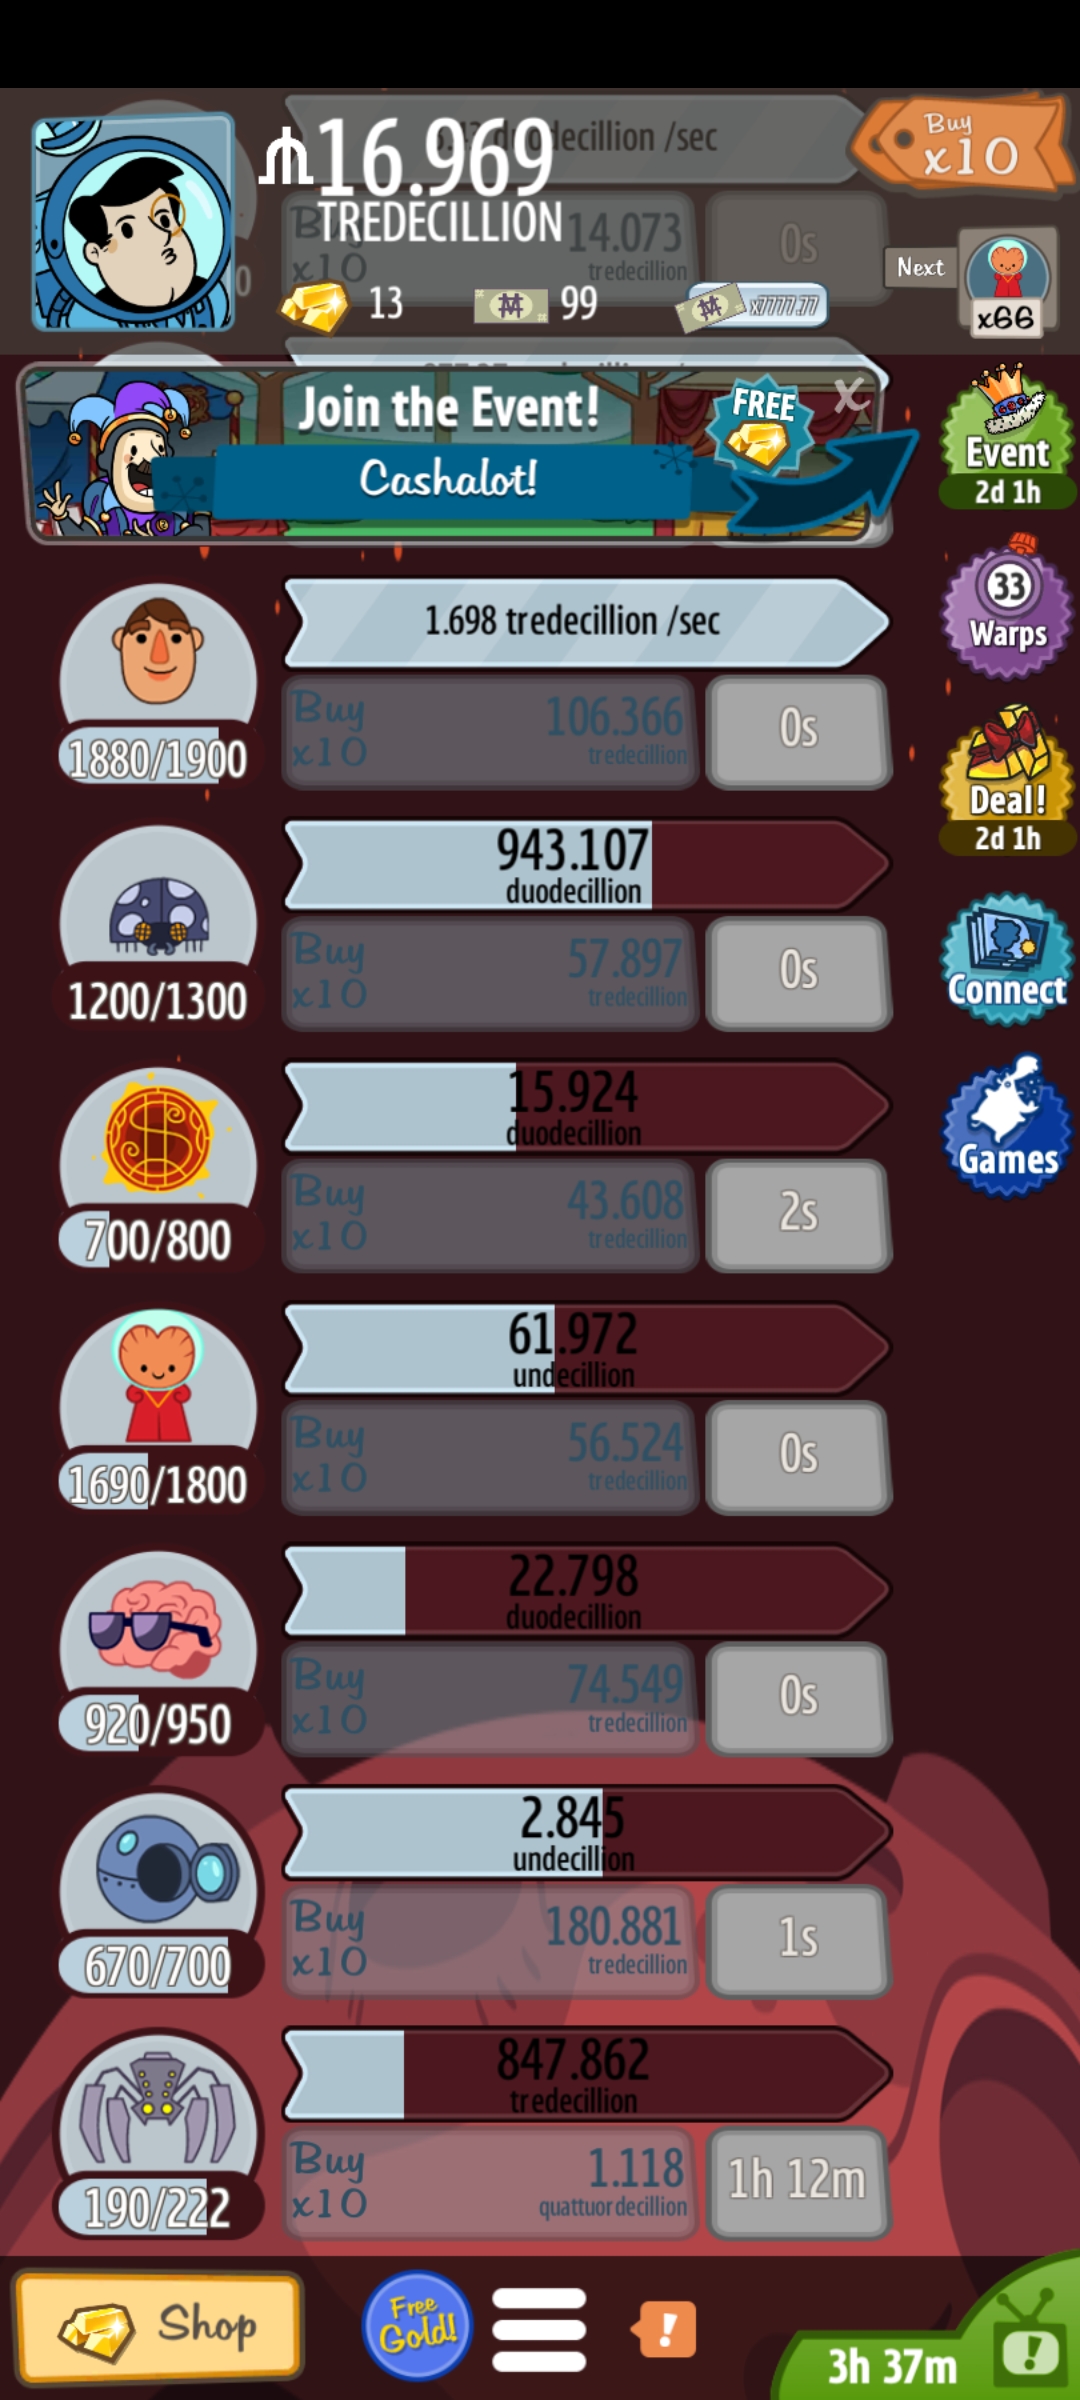 ₥16.969
TREDECILLION
Buy
x10
decillion /sec
Buy
x10
14.073
tredecillion
0s
13
99
x7777.77
Next
x66
Join the Event!
FREE
X
Cashalot!
Event
2d 1h
1.698 tredecillion /sec
33
Warps
1880/1900
Buy
x10
106.366
tredecillion
0s
Deal!
2d 1h
943.107
duodecillion
1200/1300
Buy
x10
57.897
tredecillion
0s
Connect
15.924
duodecillion
700/800
Buy
x10
43.608
tredecillion
2s
Games
61.972
undecillion
1690/1800
Buy
x10
56.524
tredecillion
0s
22.798
duodecillion
920/950
Buy
x10
74.549
tredecillion
0s
2.845
undecillion
670/700
Buy
x10
180.881
tredecillion
1s
847.862
tredecillion
190/222
Buy
x10
1.118
quattuordecillion
1h 12m
Shop
Free
Gold!
!
3h 37m
!